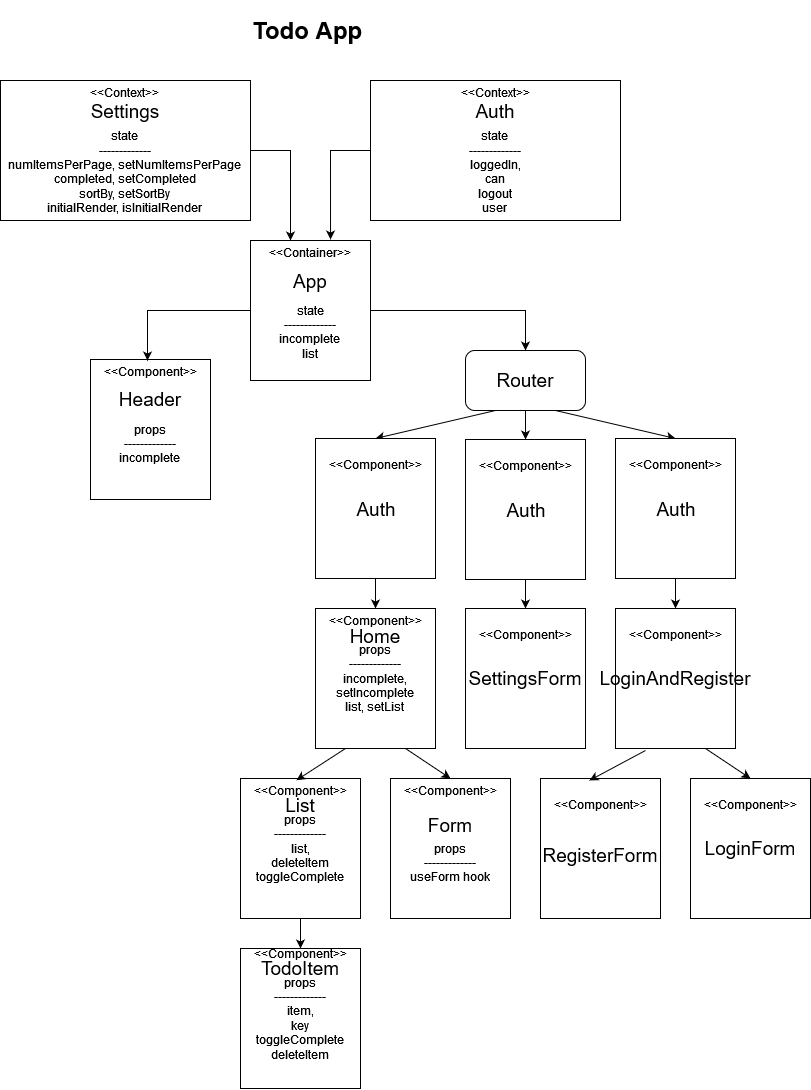 Todo App
<<Context>>
Settings
state
-------------
numItemsPerPage, setNumItemsPerPage
completed, setCompleted
sortBy, setSortBy
initialRender, isInitialRender
<<Context>>
Auth
state
-------------
loggedIn,
can
logout
user
<<Container>>
App
state
-------------
incomplete
list
<<Component>>
Header
props
-------------
incomplete
Router
<<Component>>
Auth
<<Component>>
Auth
<<Component>>
Auth
<<Component>>
Home
props
-------------
incomplete,
setIncomplete
list, setList
<<Component>>
SettingsForm
<<Component>>
LoginAndRegister
<<Component>>
List
props
-------------
list,
deleteItem
toggleComplete
<<Component>>
Form
props
-------------
useForm hook
<<Component>>
RegisterForm
<<Component>>
LoginForm
<<Component>>
TodoItem
props
-------------
item,
key
toggleComplete
deleteItem